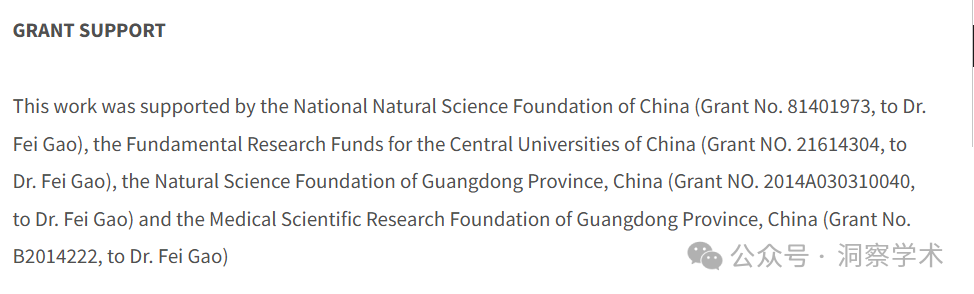 GRANT SUPPORT
This work was supported by the National Natural Science Foundation of China (Grant No. 81401973, to Dr.
Fei Gao), the Fundamental Research Funds for the Central Universities of China (Grant NO. 21614304, to
Dr. Fei Gao), the Natural Science Foundation of Guangdong Province, China (Grant NO. 2014A030310040,
to Dr. Fei Gao) and the Medical Scientific Research Foundation of Guangdong Province, China (Grant No.
B2014222, to Dr. Fei Gao)
公众号 · 洞察学术